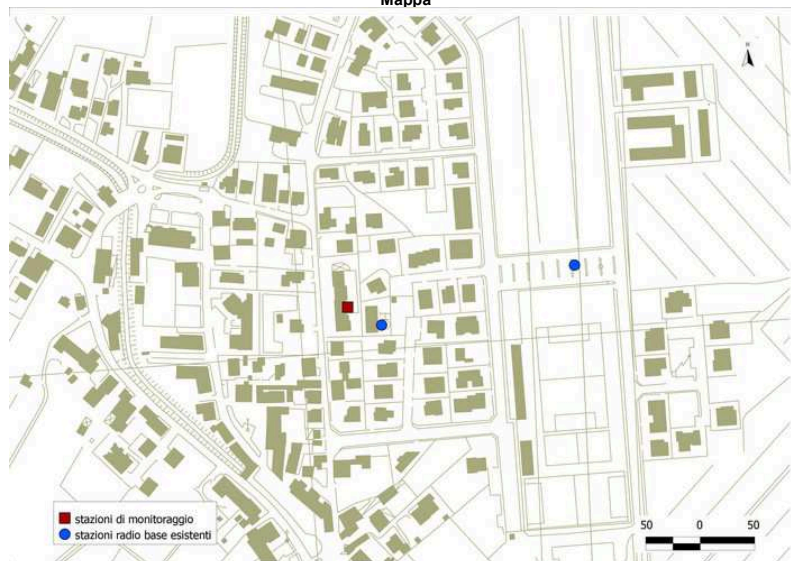 Mappa
N
stazioni di monitoraggio
stazioni radio base esistenti
50 0 50